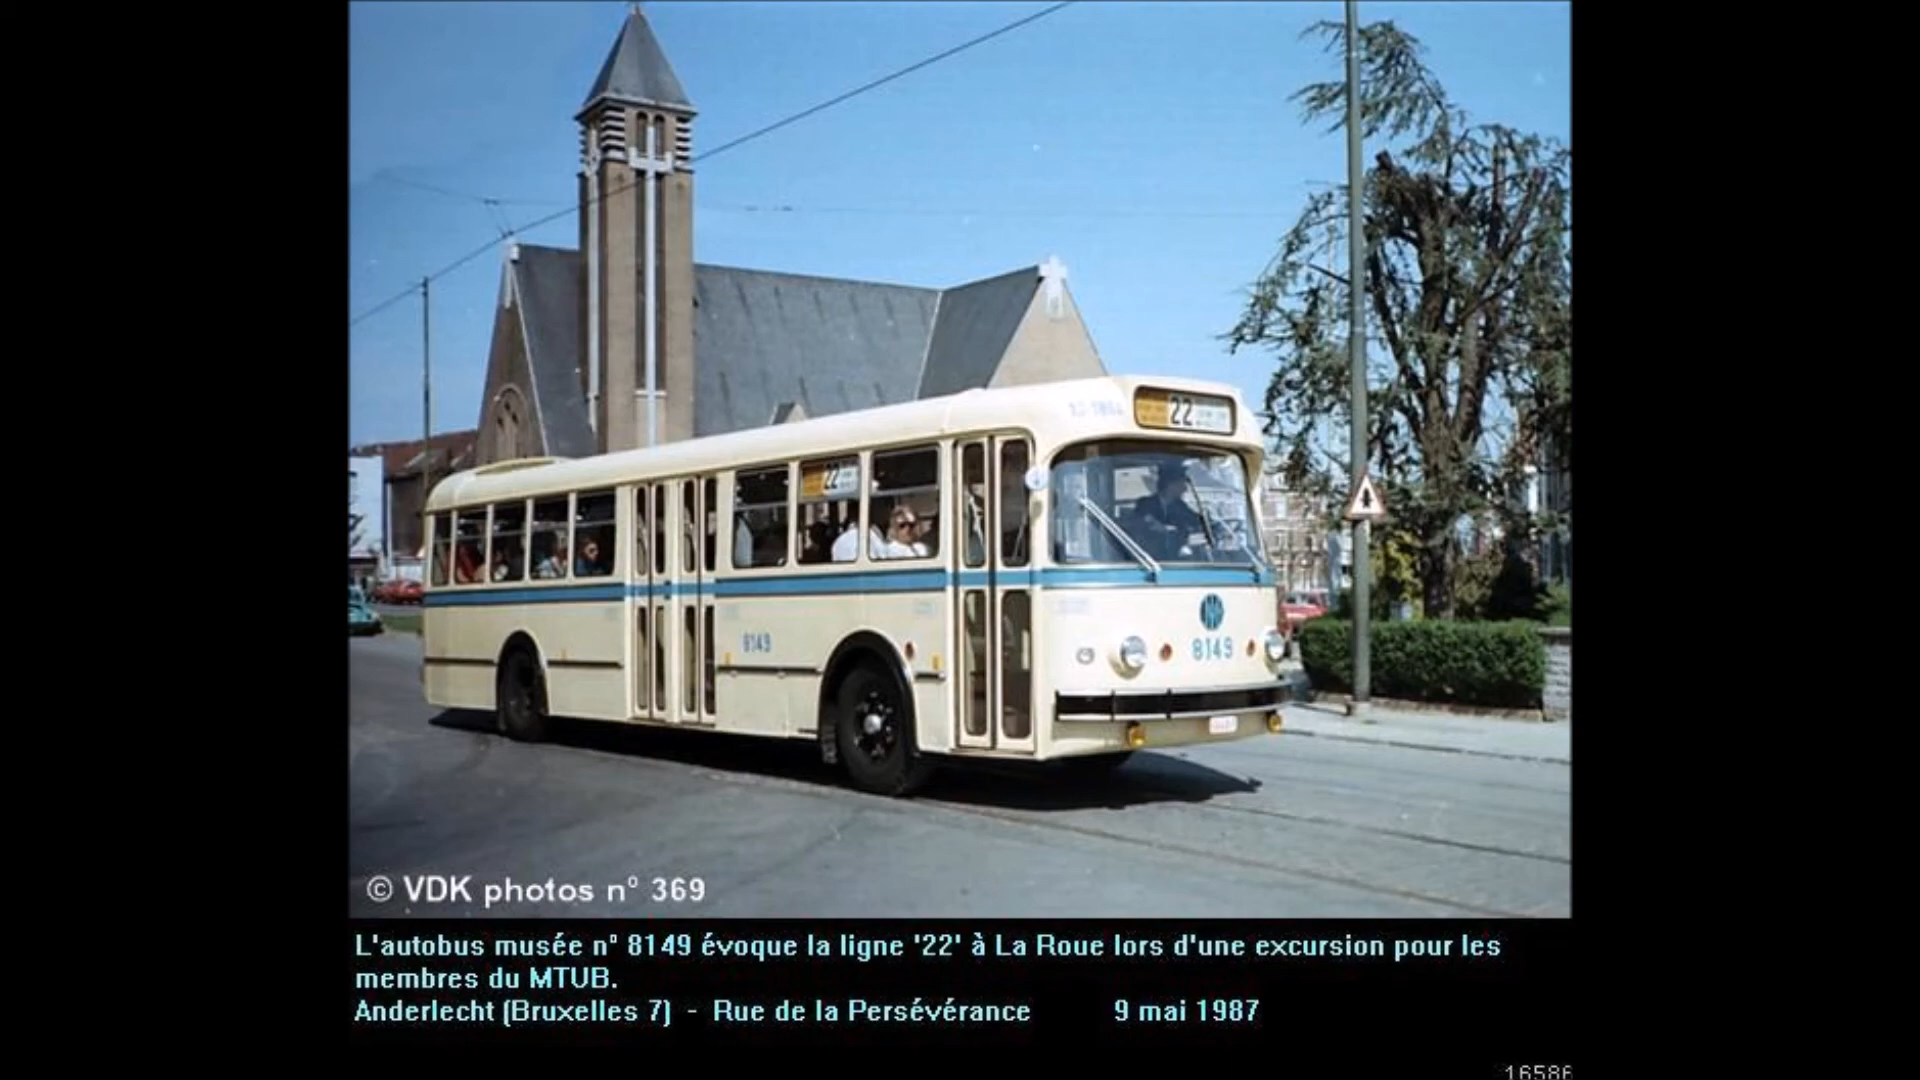 22
22
8149
8149
© VDK photos n° 369
L'autobus musée n° 8149 évoque la ligne '22' à La Roue lors d'une excursion pour les
membres du MTUB.
Anderlecht (Bruxelles 7) - Rue de la Persévérance 9 mai 1987
16586